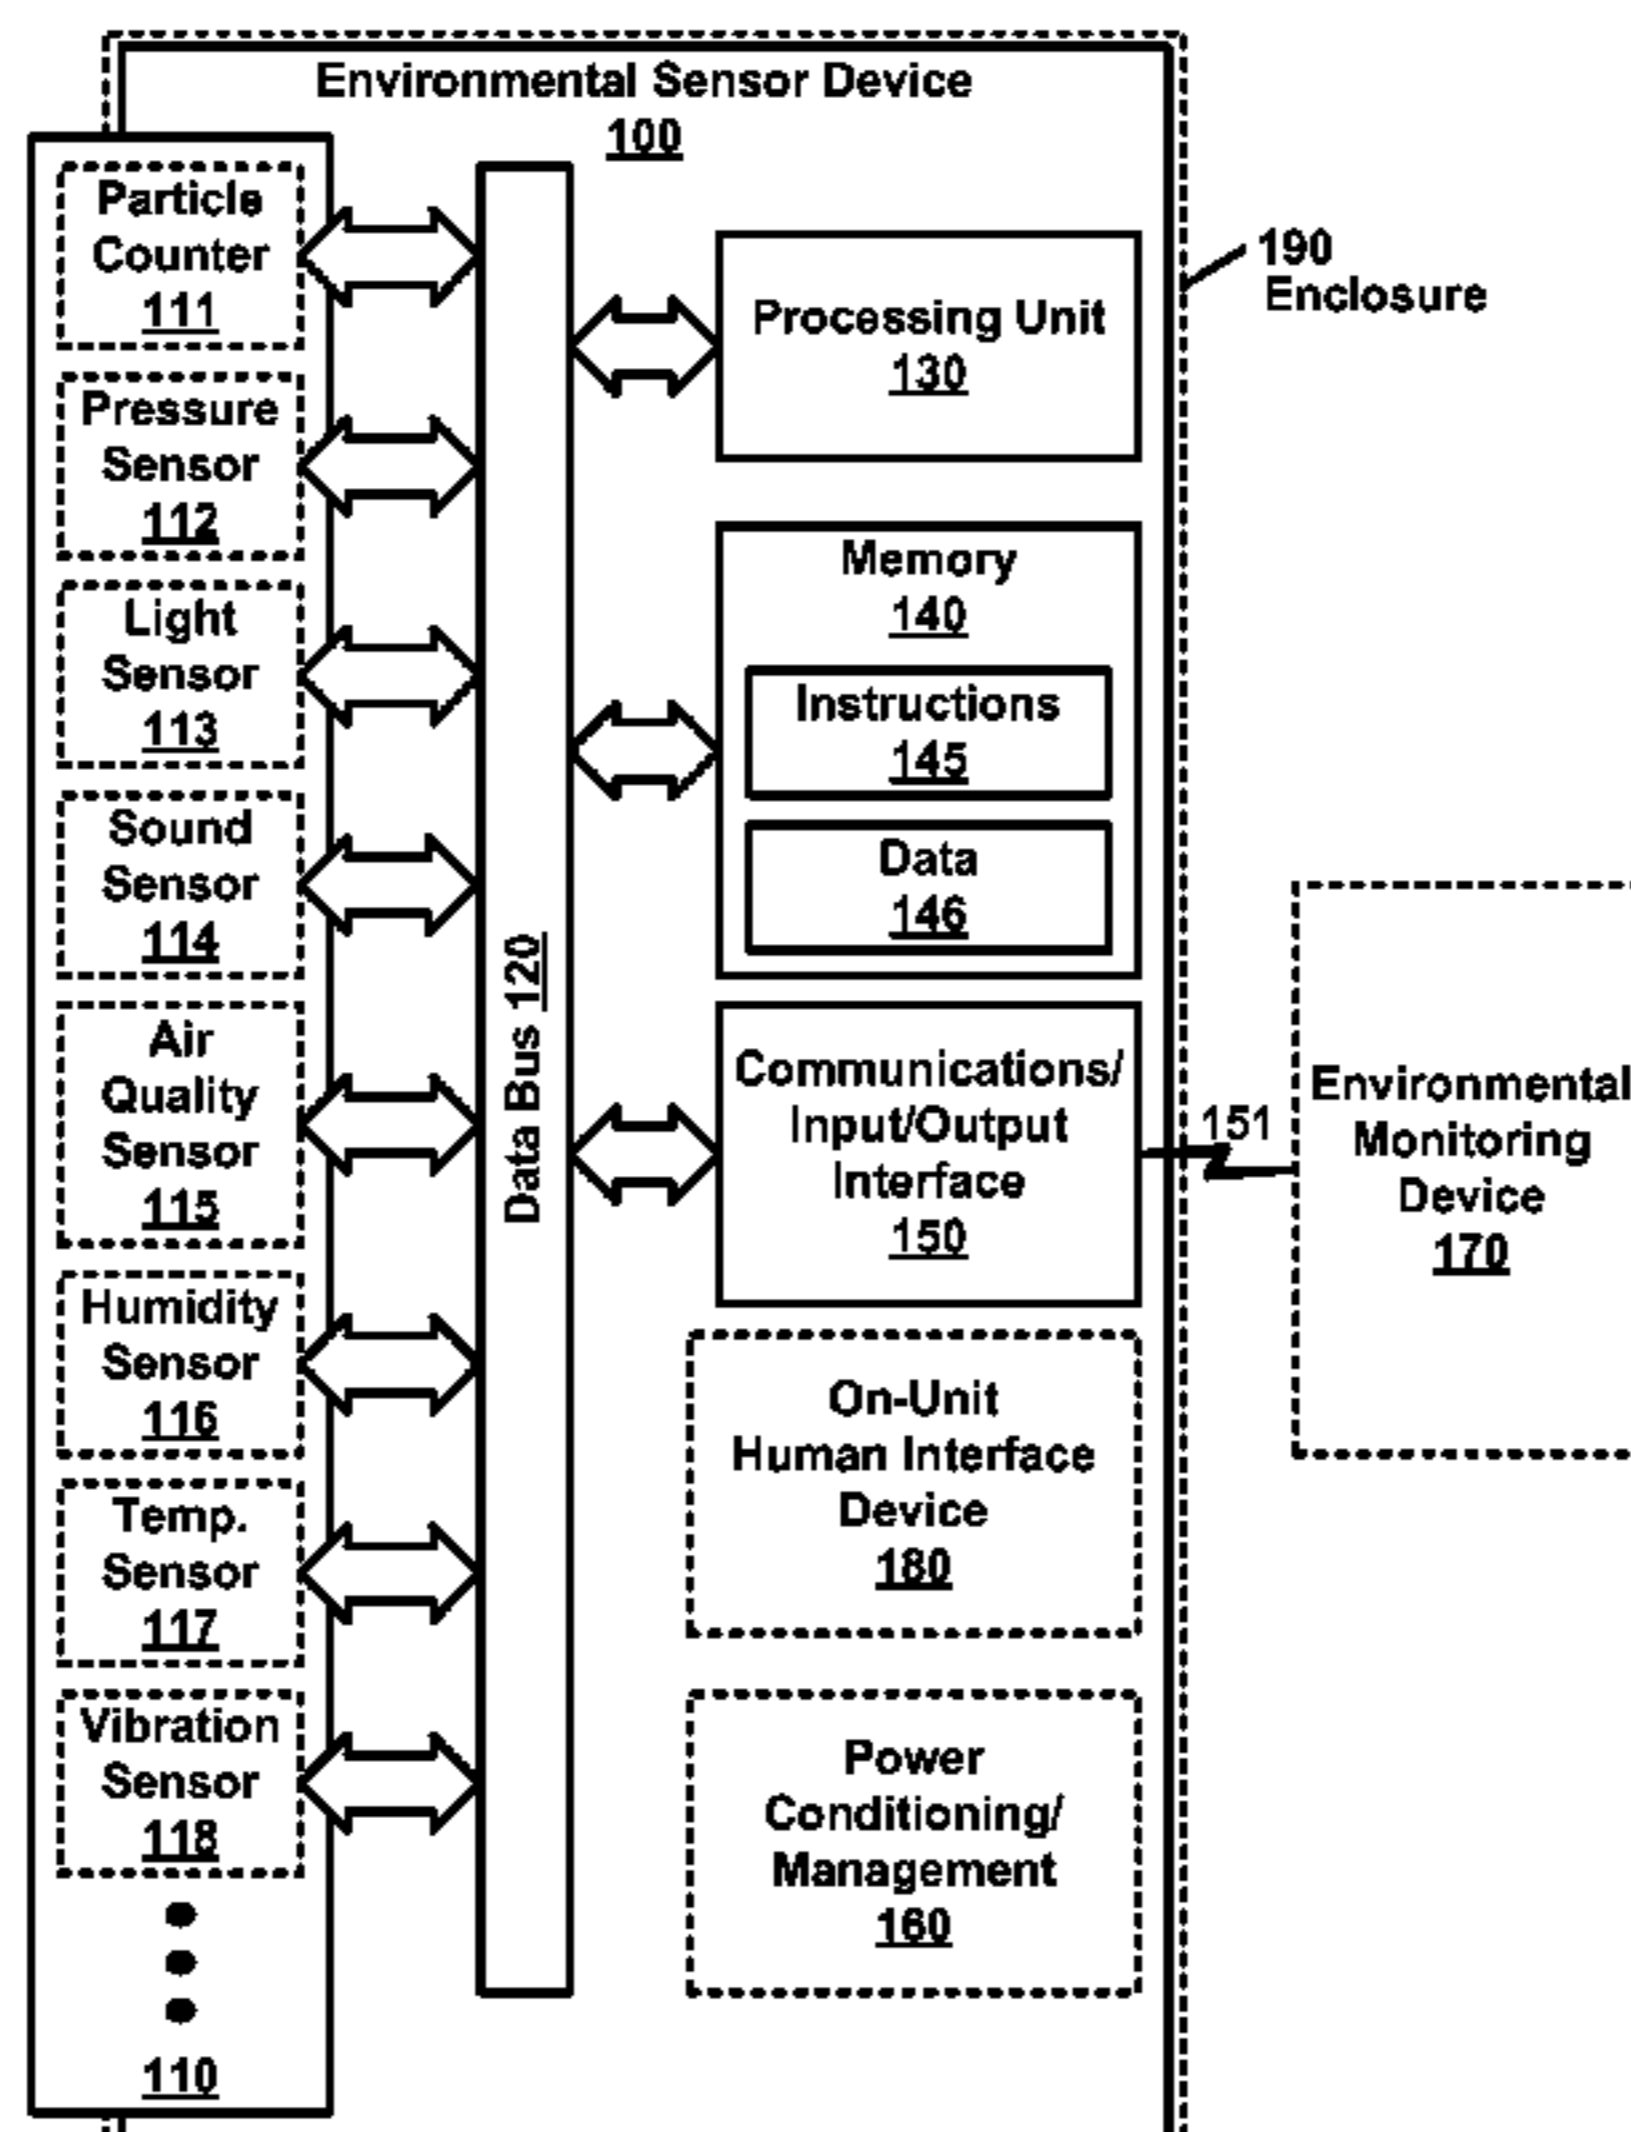 Environmental Sensor Device
100
Particle
Counter
111
Pressure
Sensor
112
Light
Sensor
113
Sound
Sensor
114
Air
Quality
Sensor
115
Humidity
Sensor
116
Temp.
Sensor
117
Vibration
Sensor
118
110
Data Bus 120
Processing Unit
130
Memory
140
Instructions
145
Data
146
Communications/
Input/Output
Interface
150
On-Unit
Human Interface
Device
180
Power
Conditioning/
Management
160
190
Enclosure
151
Environmental
Monitoring
Device
170